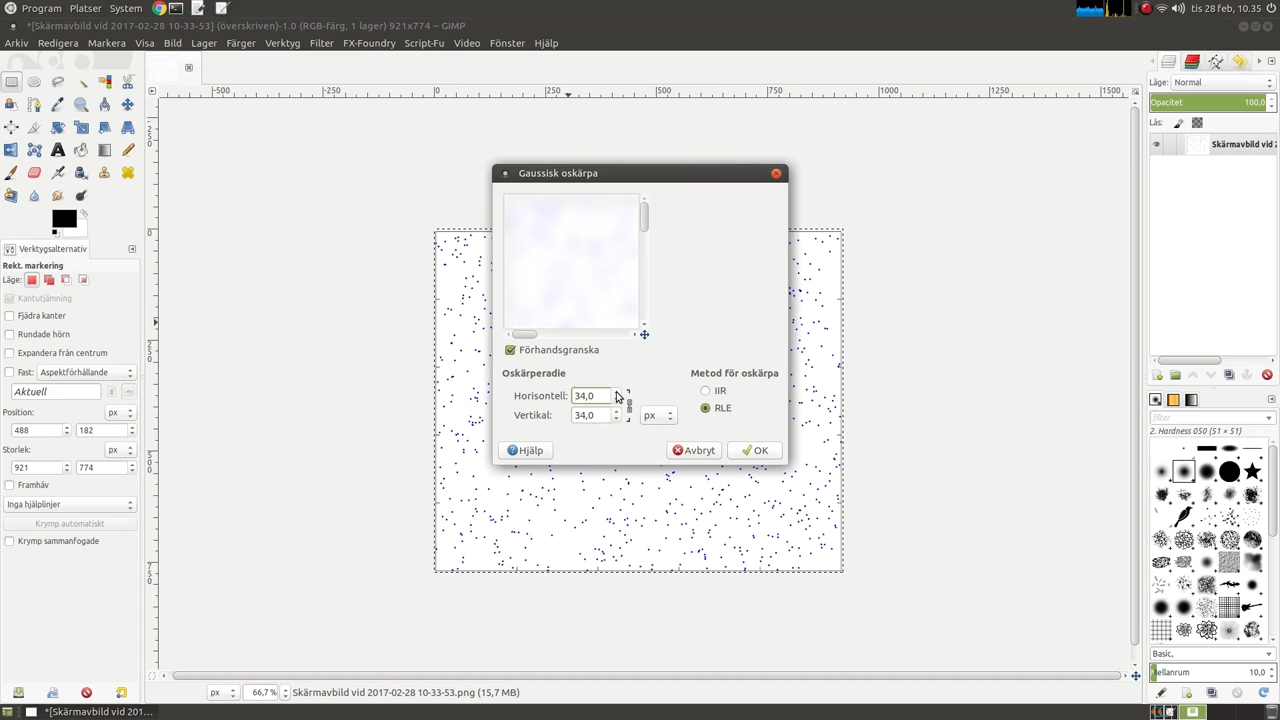 Program Platser System
tis 28 feb, 10.35
*[Skärmavbild vid 2017-02-28 10-33-53] (överskriven)-1.0 (RGB-färg, 1 lager) 921x774 – GIMP
Arkiv Redigera Markera Visa Bild Lager Färger Verktyg Filter FX-Foundry Script-Fu Video Fönster Hjälp
-500 0 250 500 750 1000 1250 1500
Läge: Normal
Opacitet 100,0
Lås:
Skärmavbild vid 2
Verktygsalternativ
Rekt. markering
Läge:
Kantutjämning
Fjädra kanter
Rundade hörn
Expandera från centrum
Fast: Aspektförhållande
Aktuell
Position: px
488 182
Storlek: px
921 774
Framhäv
Inga hjälplinjer
Krymp automatiskt
Krymp sammanfogade
Gaussisk oskärpa
Förhandsgranska
Oskärperadie
Horisontell: 34,0
Vertikal: 34,0 px
Metod för oskärpa
IIR
RLE
Hjälp Avbryt OK
filter
2. Hardness 050 (51 × 51)
Basic,
Mellanrum 10,0
px 66,7 % Skärmavbild vid 2017-02-28 10-33-53.png (15,7 MB)
*[Skärmavbild vid 201…